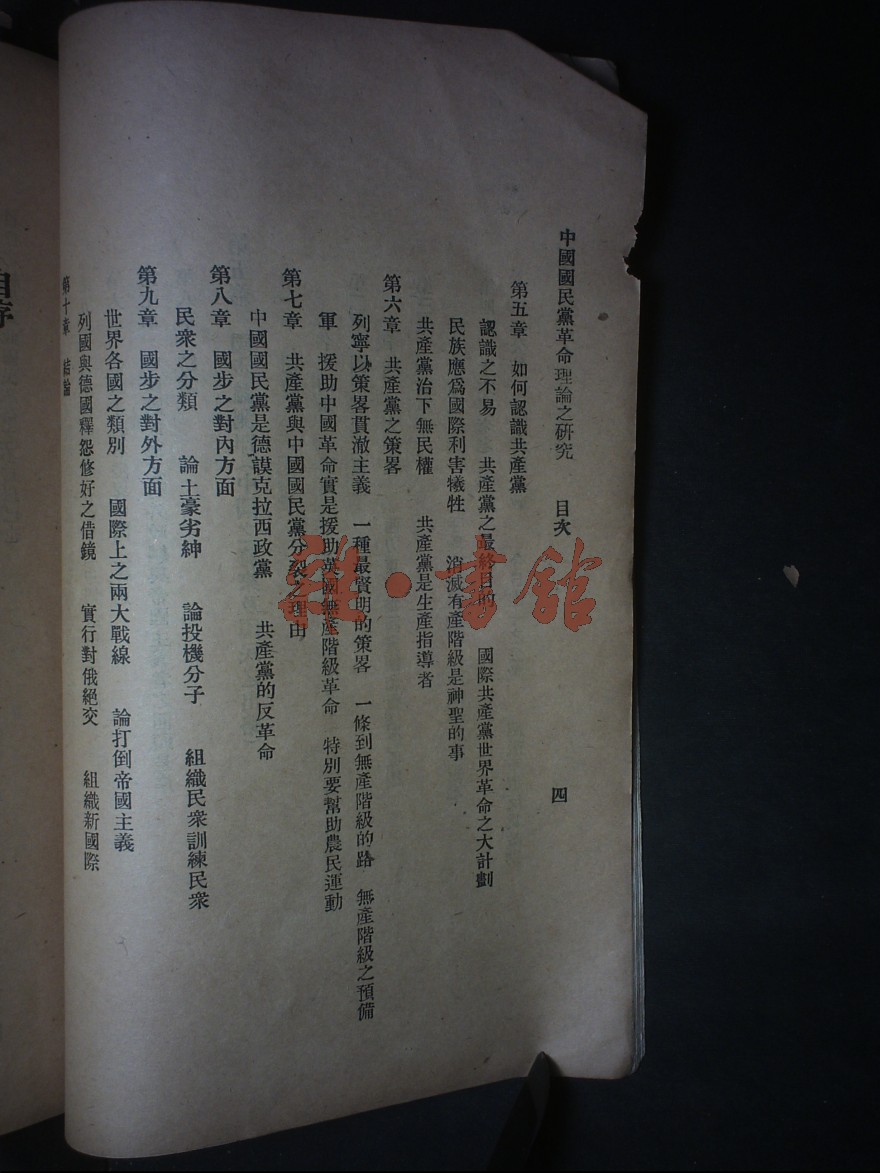 中國國民黨革命理論之研究 目次 四
第五章 如何認識共產黨
認識之不易 共產黨之最終目的 國際共產黨世界革命之大計劃
民族應爲國際利害犧牲 消滅有產階級是神聖的事
共產黨治下無民權 共產黨是生產指導者
第六章 共產黨之策畧
列寧以策畧貫澈主義 一種最賢明的策畧 一條到無產階級的路 無產階級之預備
軍 援助中國革命實是援助英國無產階級革命 特別要幫助農民運動
第七章 共產黨與中國國民黨分裂之理由
中國國民黨是德謨克拉西政黨 共產黨的反革命
第八章 國步之對內方面
民衆之分類 論土豪劣紳 論投機分子 組織民衆訓練民衆
第九章 國步之對外方面
世界各國之類別 國際上之兩大戰線 論打倒帝國主義
列國與德國釋怨修好之借鏡 實行對俄絕交 組織新國際
第十章 結論
自序
雜·書館